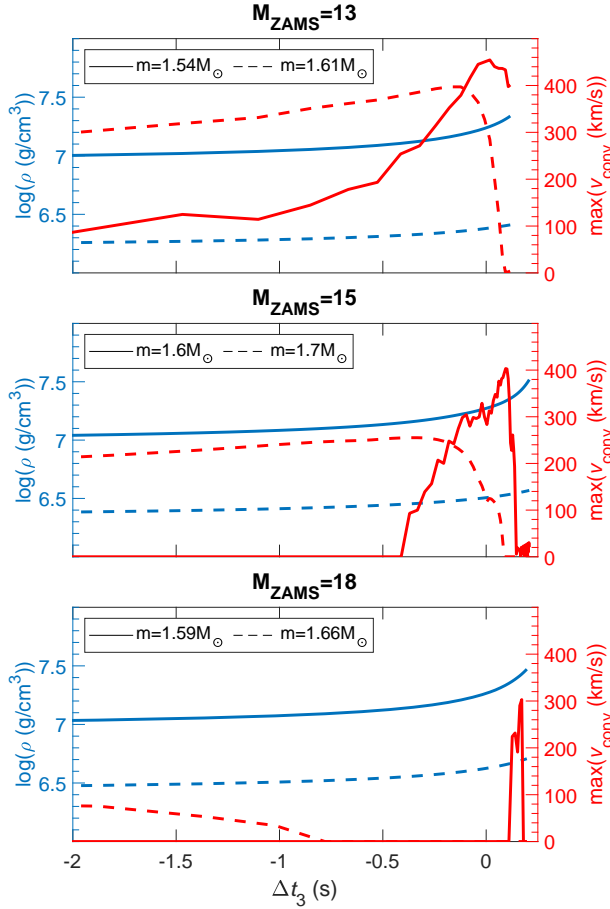 M_ZAMS=13
m=1.54M_⊙ m=1.61M_⊙
7.5
7
6.5
log(ρ (g/cm³))
400
300
200
100
0
max(v_conv (km/s))
M_ZAMS=15
m=1.6M_⊙ m=1.7M_⊙
7.5
7
6.5
log(ρ (g/cm³))
400
300
200
100
0
max(v_conv (km/s))
M_ZAMS=18
m=1.59M_⊙ m=1.66M_⊙
7.5
7
6.5
log(ρ (g/cm³))
500
400
300
200
100
0
max(v_conv (km/s))
-2 -1.5 -1 -0.5 0
Δt₃ (s)